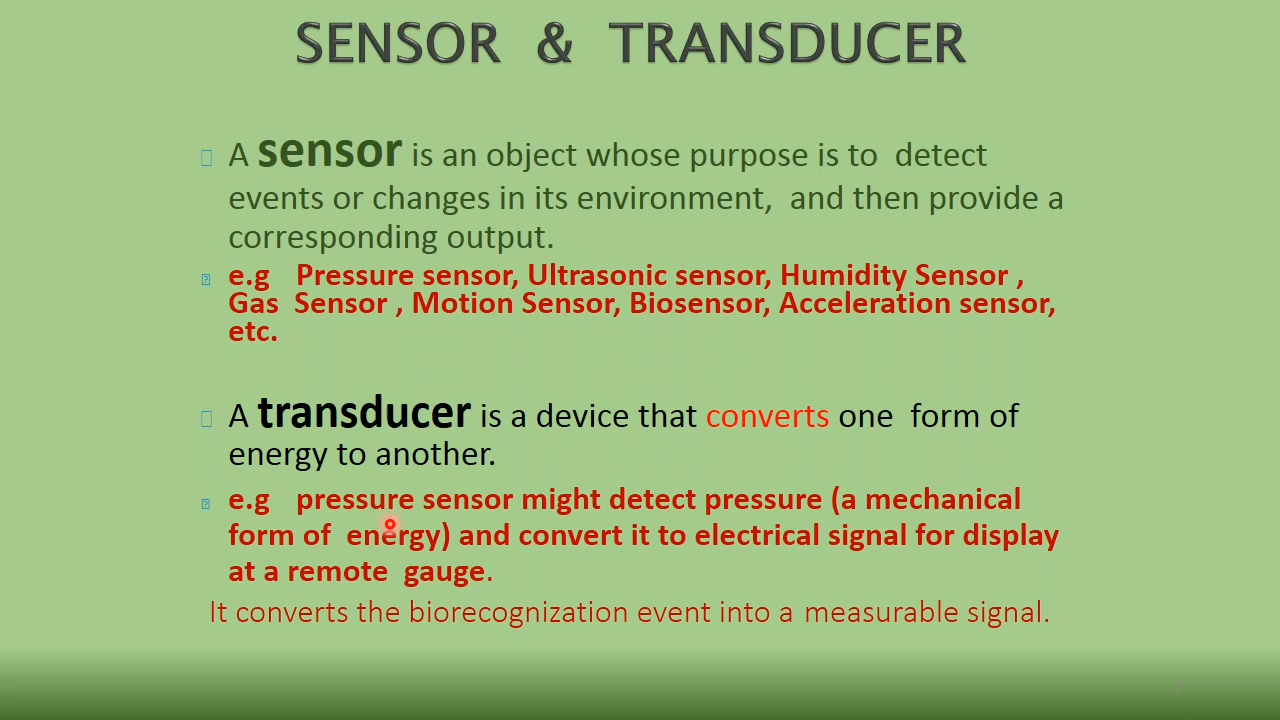 SENSOR & TRANSDUCER
A sensor is an object whose purpose is to detect
events or changes in its environment, and then provide a
corresponding output.
e.g Pressure sensor, Ultrasonic sensor, Humidity Sensor ,
Gas Sensor , Motion Sensor, Biosensor, Acceleration sensor,
etc.
A transducer is a device that converts one form of
energy to another.
e.g pressure sensor might detect pressure (a mechanical
form of energy) and convert it to electrical signal for display
at a remote gauge.
It converts the biorecognization event into a measurable signal.